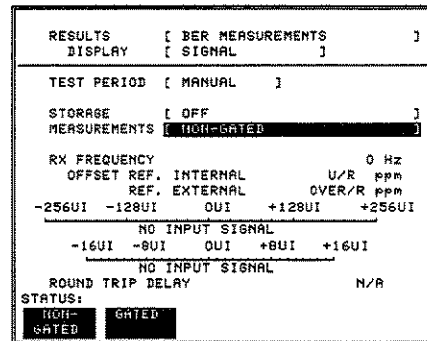 RESULTS [ BER MEASUREMENTS ]
DISPLAY [ SIGNAL ]
TEST PERIOD [ MANUAL ]
STORAGE [ OFF ]
MEASUREMENTS [ NON-GATED ]
RX FREQUENCY 0 Hz
OFFSET REF. INTERNAL U/R ppm
REF. EXTERNAL OVER/R ppm
-256UI -128UI 0UI +128UI +256UI
NO INPUT SIGNAL
-16UI -8UI 0UI +8UI +16UI
NO INPUT SIGNAL
ROUND TRIP DELAY N/A
STATUS:
NON-GATED GATED